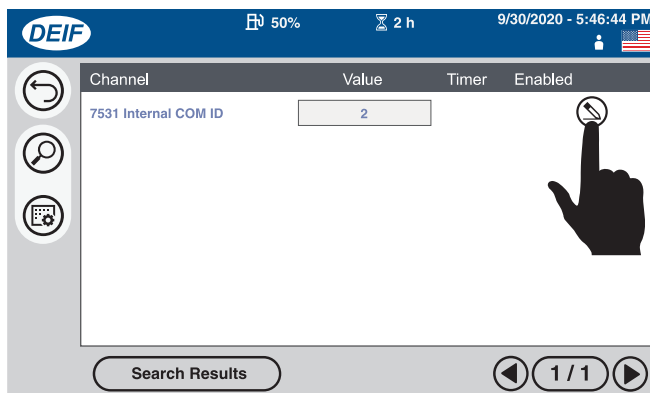 DEIF
50%
2 h
9/30/2020 - 5:46:44 PM
Channel Value Timer Enabled
7531 Internal COM ID 2
Search Results
1 / 1